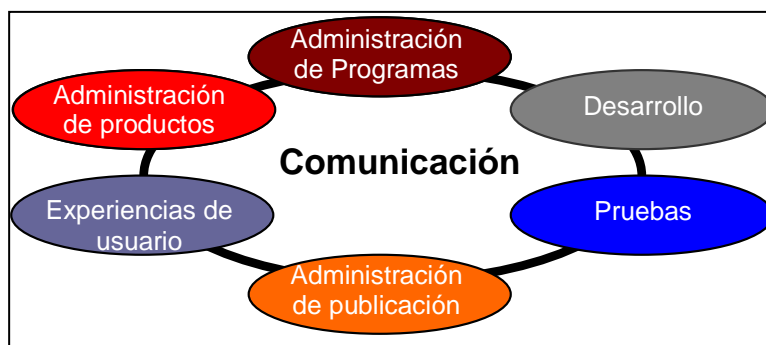 Administración
de Programas
Administración
de productos
Desarrollo
Comunicación
Experiencias de
usuario
Pruebas
Administración
de publicación